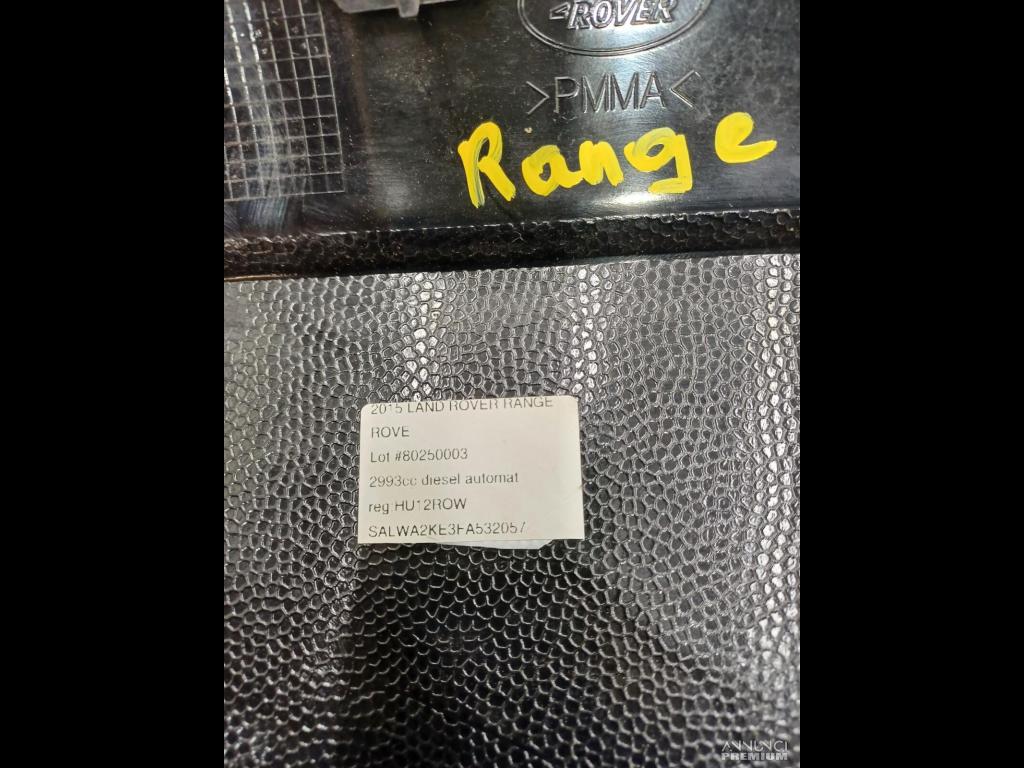 ROVER
>PMMA<
Range
2015 LAND ROVER RANGE
ROVE
Lot #80250003
2993cc diesel automat
reg:HU12ROW
SALWA2KE3FA532057
ANNUNCI
PREMIUM